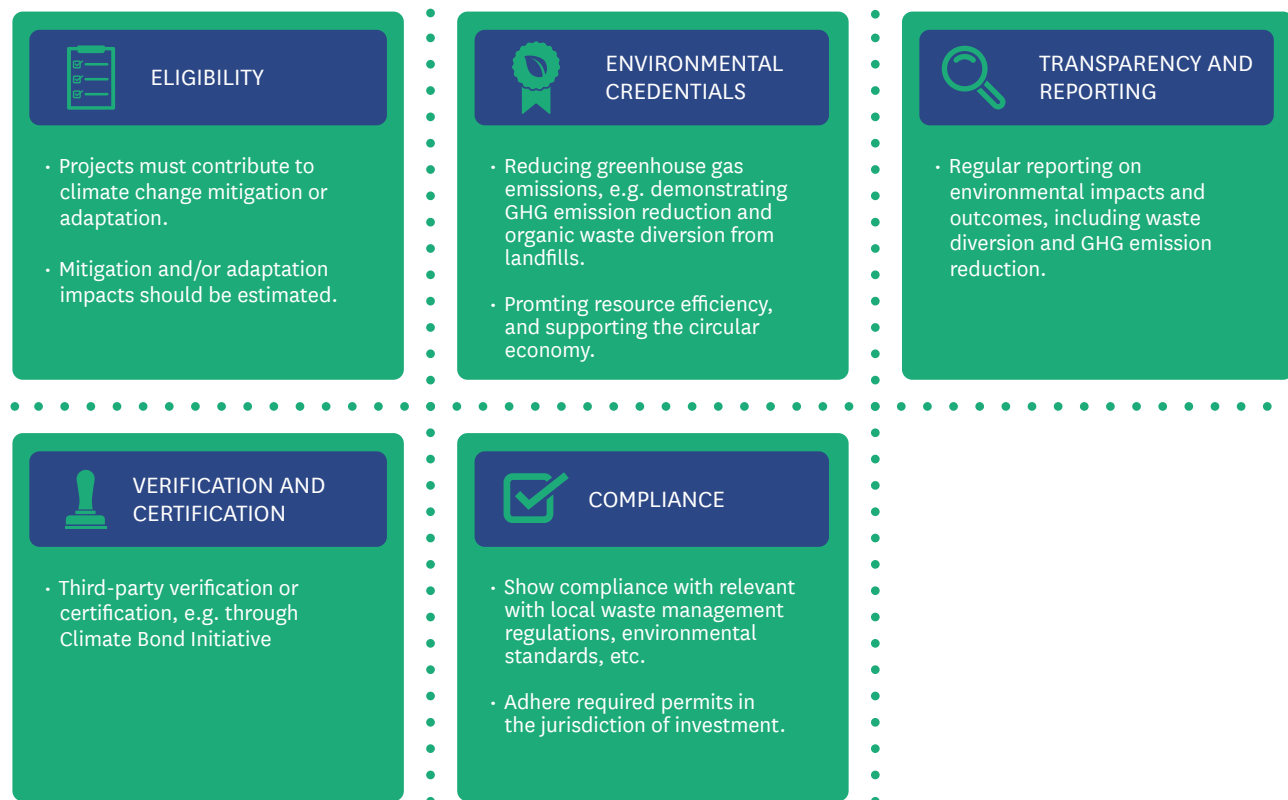 ELIGIBILITY
· Projects must contribute to
climate change mitigation or
adaptation.
· Mitigation and/or adaptation
impacts should be estimated.
ENVIRONMENTAL
CREDENTIALS
· Reducing greenhouse gas
emissions, e.g. demonstrating
GHG emission reduction and
organic waste diversion from
landfills.
· Promting resource efficiency,
and supporting the circular
economy.
TRANSPARENCY AND
REPORTING
· Regular reporting on
environmental impacts and
outcomes, including waste
diversion and GHG emission
reduction.
VERIFICATION AND
CERTIFICATION
· Third-party verification or
certification, e.g. through
Climate Bond Initiative
COMPLIANCE
· Show compliance with relevant
with local waste management
regulations, environmental
standards, etc.
· Adhere required permits in
the jurisdiction of investment.